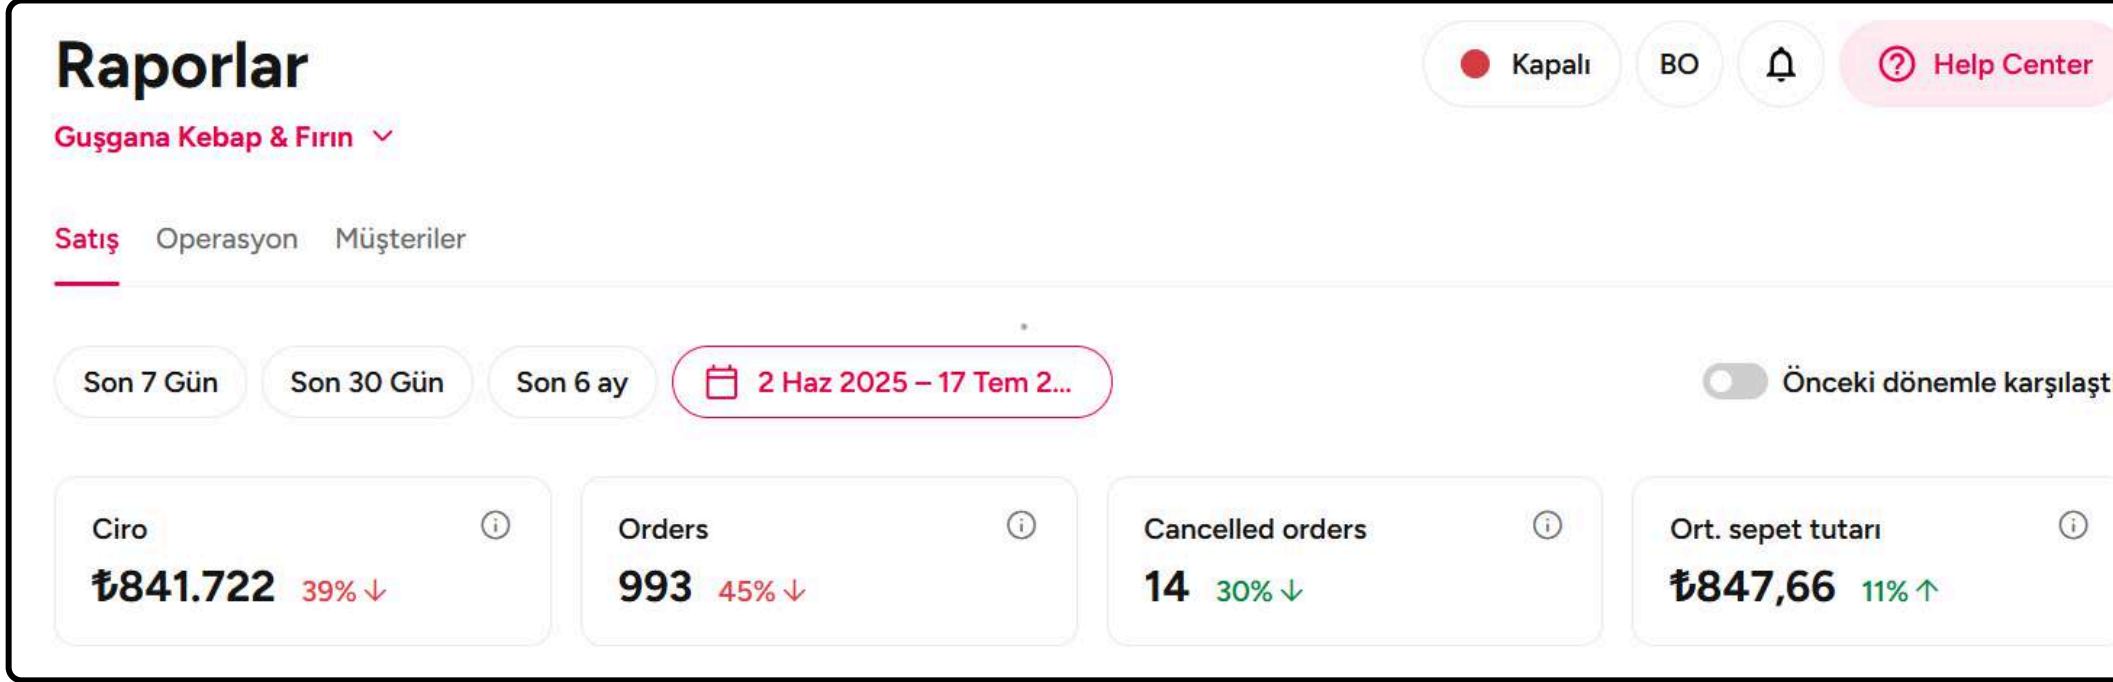 Raporlar
Kapalı
BO
Help Center
Guşgana Kebap & Fırın
Satış Operasyon Müşteriler
Son 7 Gün
Son 30 Gün
Son 6 ay
2 Haz 2025 – 17 Tem 2...
Önceki dönemle karşılaşt
Ciro
₺841.722 39% ↓
Orders
993 45% ↓
Cancelled orders
14 30% ↓
Ort. sepet tutarı
₺847,66 11% ↑